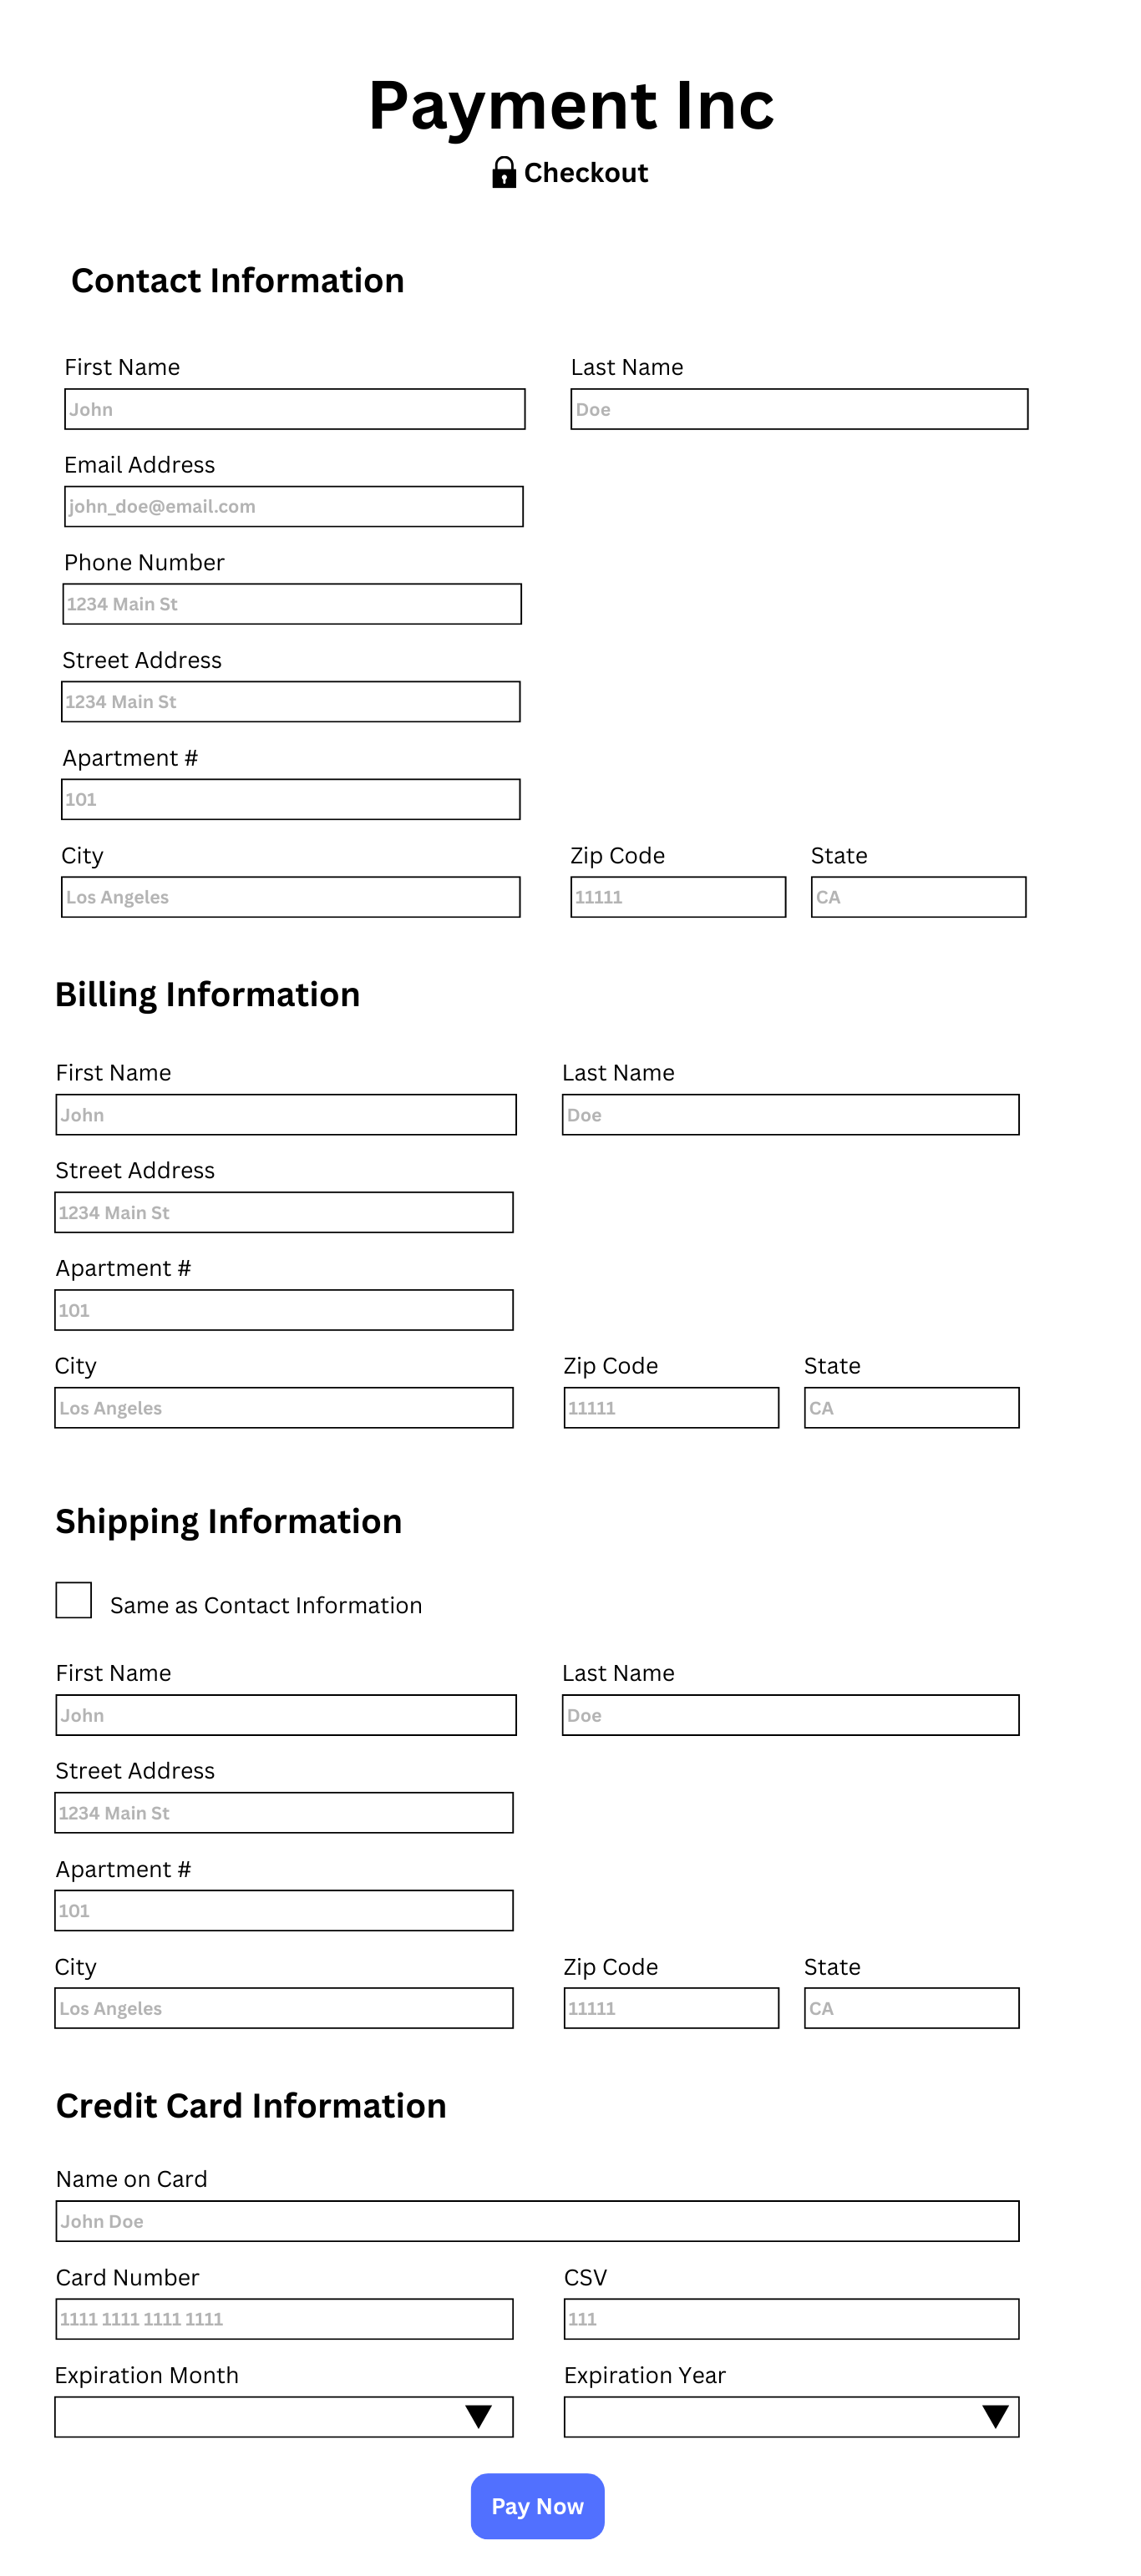 Payment Inc
Checkout
Contact Information
First Name Last Name
John Doe
Email Address
john_doe@email.com
Phone Number
1234 Main St
Street Address
1234 Main St
Apartment #
101
City Zip Code State
Los Angeles 11111 CA
Billing Information
First Name Last Name
John Doe
Street Address
1234 Main St
Apartment #
101
City Zip Code State
Los Angeles 11111 CA
Shipping Information
Same as Contact Information
First Name Last Name
John Doe
Street Address
1234 Main St
Apartment #
101
City Zip Code State
Los Angeles 11111 CA
Credit Card Information
Name on Card
John Doe
Card Number CSV
1111 1111 1111 1111 111
Expiration Month Expiration Year
Pay Now